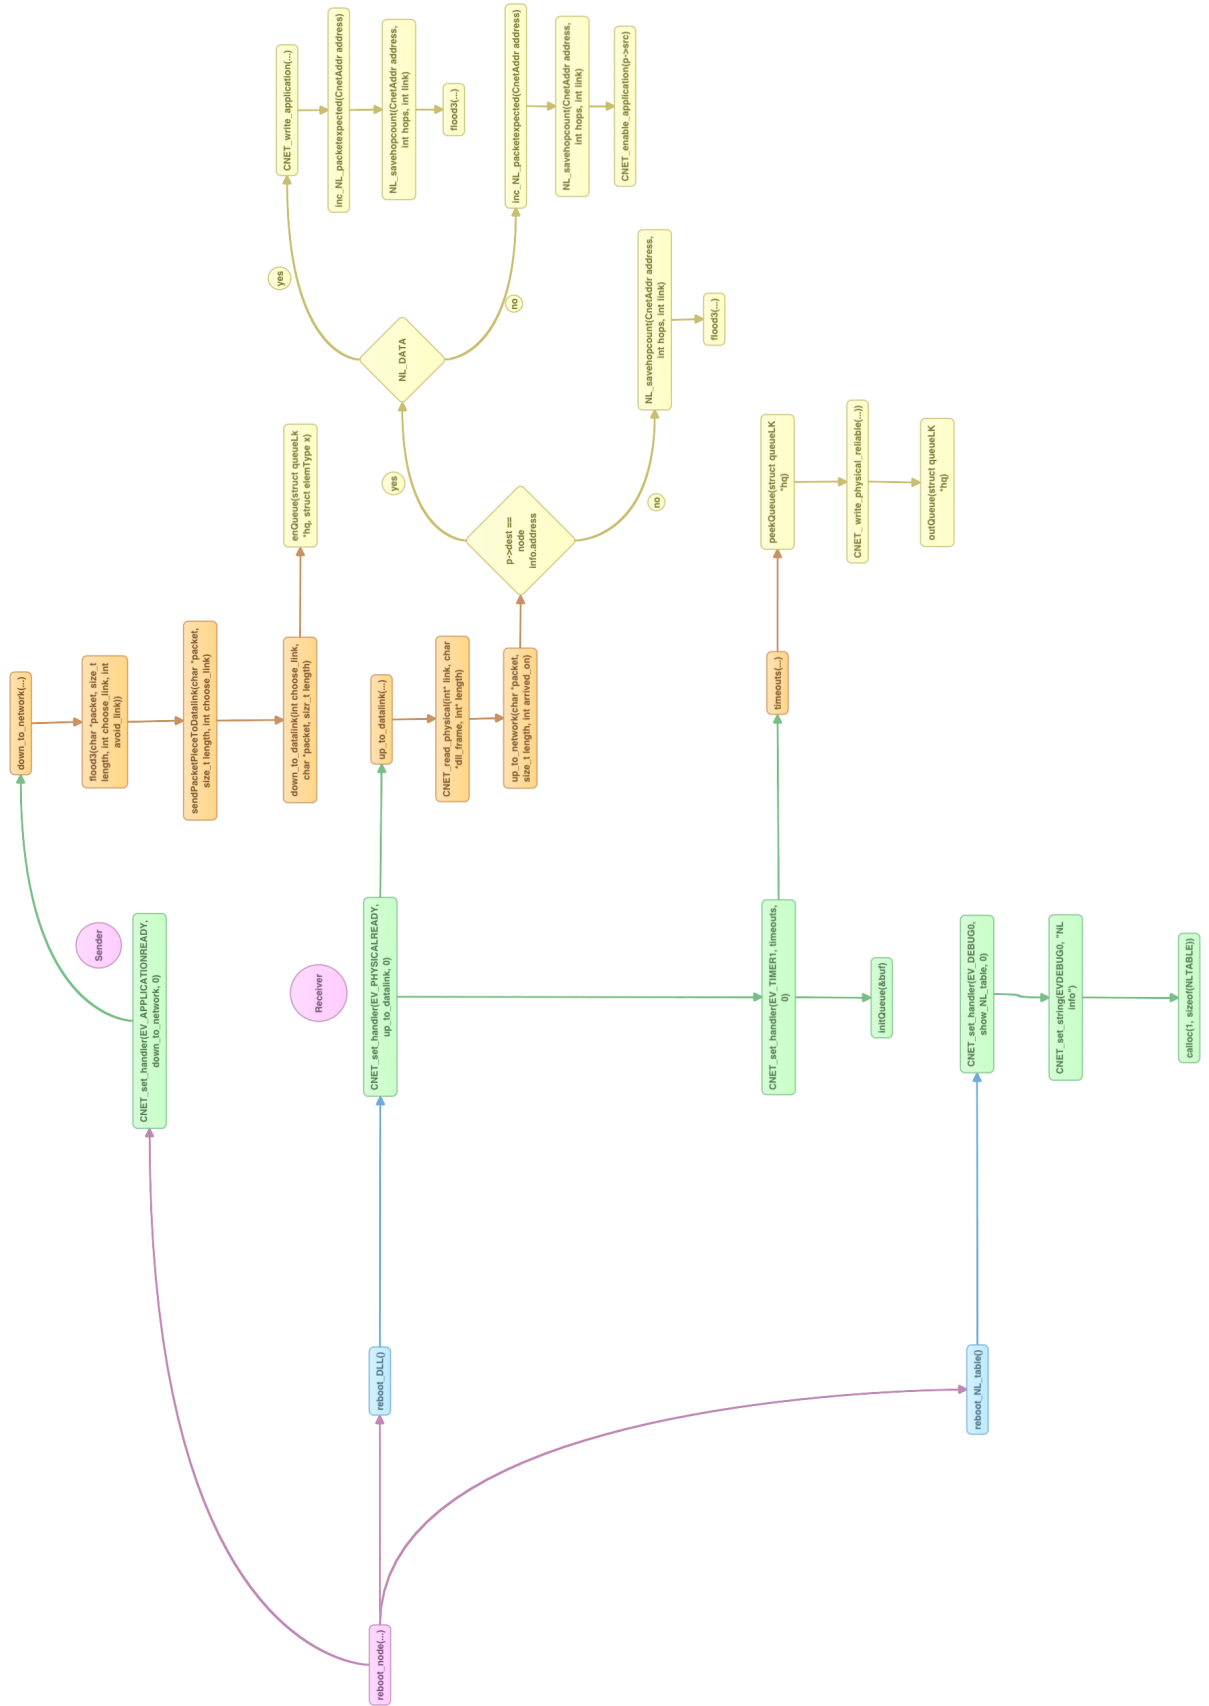 reboot_node(...)
reboot_DLL()
reboot_NL_table()
Sender
CNET_set_handler(EV_APPLICATIONREADY,
down_to_network, 0)
down_to_network(...)
flood3(char *packet, size_t
length, int choose_link, int
avoid_link))
sendPacketPieceToDatalink(char *packet,
size_t length, int choose_link)
down_to_datalink(int choose_link,
char *packet, sizr_t length)
enQueue(struct queueLk
*hq, struct elemType x)
Receiver
CNET_set_handler(EV_PHYSICALREADY,
up_to_datalink, 0)
up_to_datalink(...)
CNET_read_physical(int* link, char
*dll_frame, int* length)
up_to_network(char *packet,
size_t length, int arrived_on)
p->dest ==
node
info.address
yes
NL_DATA
yes
CNET_write_application(...)
inc_NL_packetexpected(CnetAddr address)
NL_savehopcount(CnetAddr address,
int hops, int link)
flood3(...)
no
inc_NL_packetexpected(CnetAddr address)
NL_savehopcount(CnetAddr address,
int hops, int link)
CNET_enable_application(p->src)
no
NL_savehopcount(CnetAddr address,
int hops, int link)
flood3(...)
CNET_set_handler(EV_TIMER1, timeouts,
0)
timeouts(...)
peekQueue(struct queueLK
*hq)
CNET_ write_physical_reliable(...))
outQueue(struct queueLK
*hq)
initQueue(&buf)
CNET_set_handler(EV_DEBUG0,
show_NL_table, 0)
CNET_set_string(EVDEBUG0, "NL
info")
calloc(1, sizeof(NLTABLE))